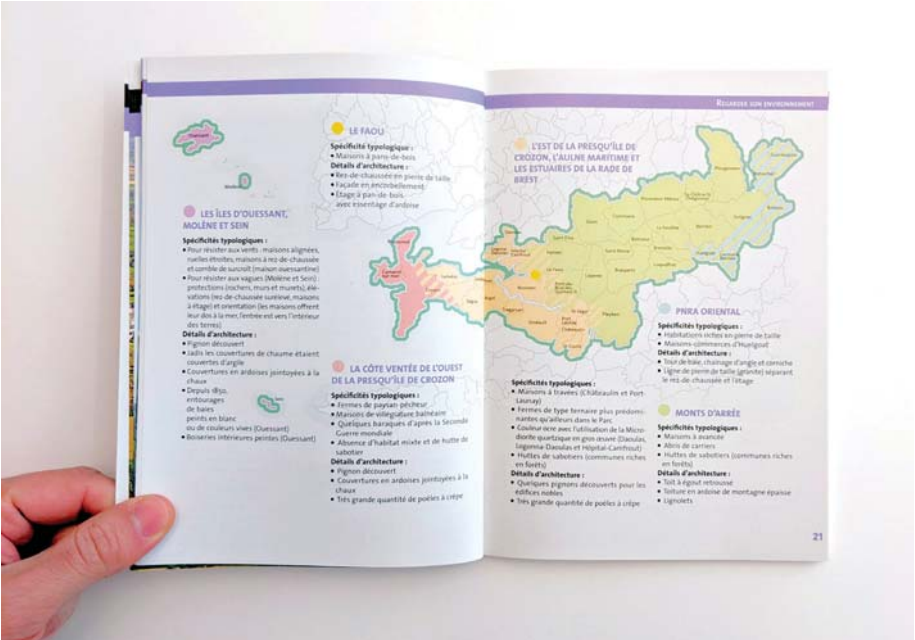 REGARDER SON ENVIRONNEMENT
Ouessant
Molène
LES ÎLES D'OUESSANT,
MOLÈNE ET SEIN
Spécificités typologiques :
• Pour résister aux vents : maisons alignées,
ruelles étroites, maisons à rez-de-chaussée
et comble de surcroît (maison ouessantine)
• Pour résister aux vagues (Molène et Sein) :
protections (rochers, murs et murets), élé-
vations (rez-de-chaussée surélevé, maisons
à étage) et orientation (les maisons offrent
leur dos à la mer, l'entrée est vers l'intérieur
des terres)
Détails d'architecture :
• Pignon découvert
• Jadis les couvertures de chaume étaient
couvertes d'argile
• Couvertures en ardoises jointoyées à la
chaux
• Depuis 1850,
entourages
de baies
peints en blanc
ou de couleurs vives (Ouessant)
• Boiseries intérieures peintes (Ouessant)
Sein
LE FAOU
Spécificité typologique :
• Maisons à pans-de-bois
Détails d'architecture :
• Rez-de-chaussée en pierre de taille
• Façade en encorbellement
• Étage à pan-de-bois
avec essentage d'ardoise
LA CÔTE VENTÉE DE L'OUEST
DE LA PRESQU'ÎLE DE CROZON
Spécificités typologiques :
• Fermes de paysan-pêcheur
• Maisons de villégiature balnéaire
• Quelques baraques d'après la Seconde
Guerre mondiale
• Absence d'habitat mixte et de hutte de
sabotier
Détails d'architecture :
• Pignon découvert
• Couvertures en ardoises jointoyées à la
chaux
• Très grande quantité de poêles à crêpe
L'EST DE LA PRESQU'ÎLE DE
CROZON, L'AULNE MARITIME ET
LES ESTUAIRES DE LA RADE DE
BREST
Spécificités typologiques :
• Maisons à travées (Châteaulin et Port-
Launay)
• Fermes de type ternaire plus prédomi-
nantes qu'ailleurs dans le Parc
• Couleur ocre avec l'utilisation de la Micro-
diorite quartzique en gros œuvre (Daoulas,
Logonna-Daoulas et Hôpital-Camfrout)
• Huttes de sabotiers (communes riches
en forêts)
Détails d'architecture :
• Quelques pignons découverts pour les
édifices nobles
• Très grande quantité de poêles à crêpe
PNRA ORIENTAL
Spécificités typologiques :
• Habitations riches en pierre de taille
• Maisons-commerces d'Huelgoat
Détails d'architecture :
• Tour de baie, chaînage d'angle et corniche
• Ligne de pierre de taille (granite) séparant
le rez-de-chaussée et l'étage
MONTS D'ARRÉE
Spécificités typologiques :
• Maisons à avancée
• Abris de carriers
• Huttes de sabotiers (communes riches
en forêts)
Détails d'architecture :
• Toit à égout retroussé
• Toiture en ardoise de montagne épaisse
• Lignolets
21